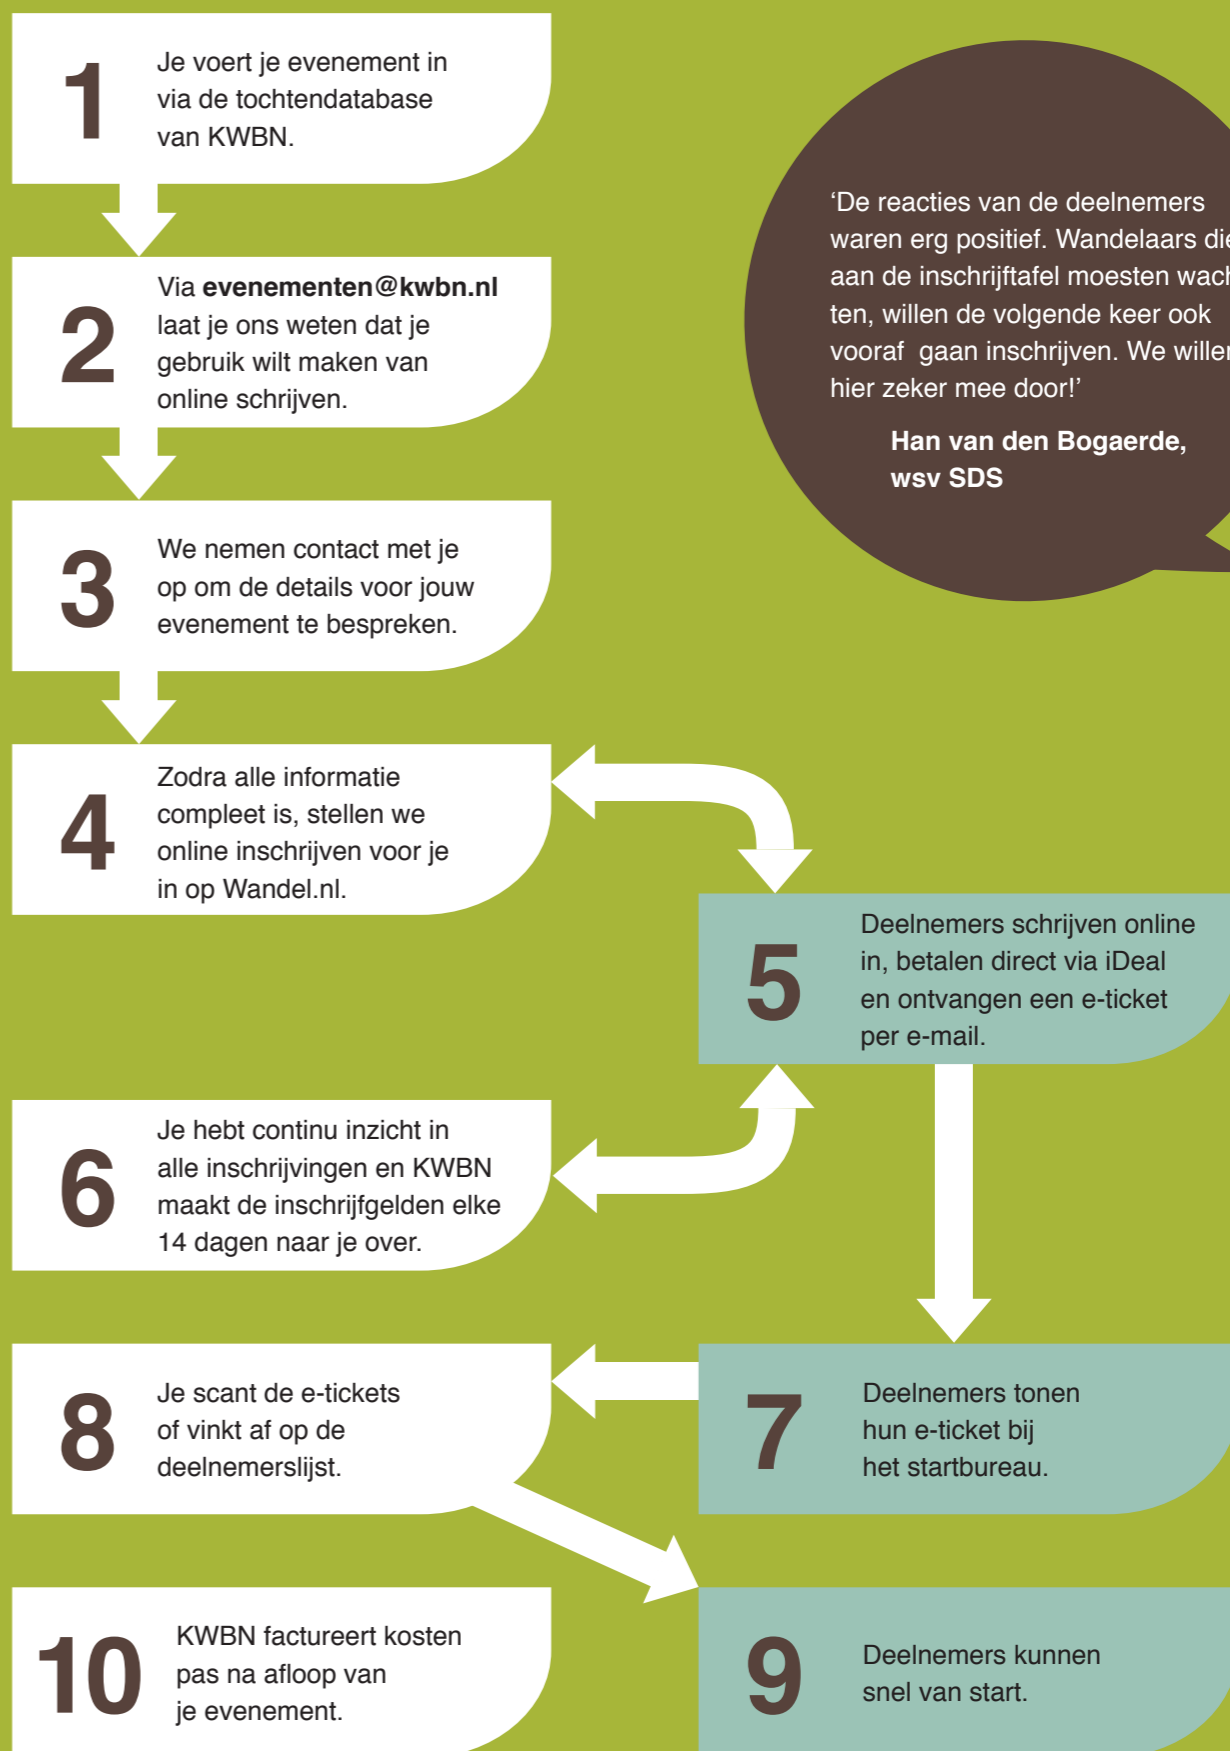 1
Je voert je evenement in
via de tochtendatabase
van KWBN.
‘De reacties van de deelnemers
waren erg positief. Wandelaars die
aan de inschrijftafel moesten wach
ten, willen de volgende keer ook
vooraf gaan inschrijven. We willen
hier zeker mee door!’
Han van den Bogaerde,
wsv SDS
2
Via evenementen@kwbn.nl
laat je ons weten dat je
gebruik wilt maken van
online schrijven.
3
We nemen contact met je
op om de details voor jouw
evenement te bespreken.
4
Zodra alle informatie
compleet is, stellen we
online inschrijven voor je
in op Wandel.nl.
5
Deelnemers schrijven online
in, betalen direct via iDeal
en ontvangen een e-ticket
per e-mail.
6
Je hebt continu inzicht in
alle inschrijvingen en KWBN
maakt de inschrijfgelden elke
14 dagen naar je over.
7
Deelnemers tonen
hun e-ticket bij
het startbureau.
8
Je scant de e-tickets
of vinkt af op de
deelnemerslijst.
9
Deelnemers kunnen
snel van start.
10
KWBN factureert kosten
pas na afloop van
je evenement.